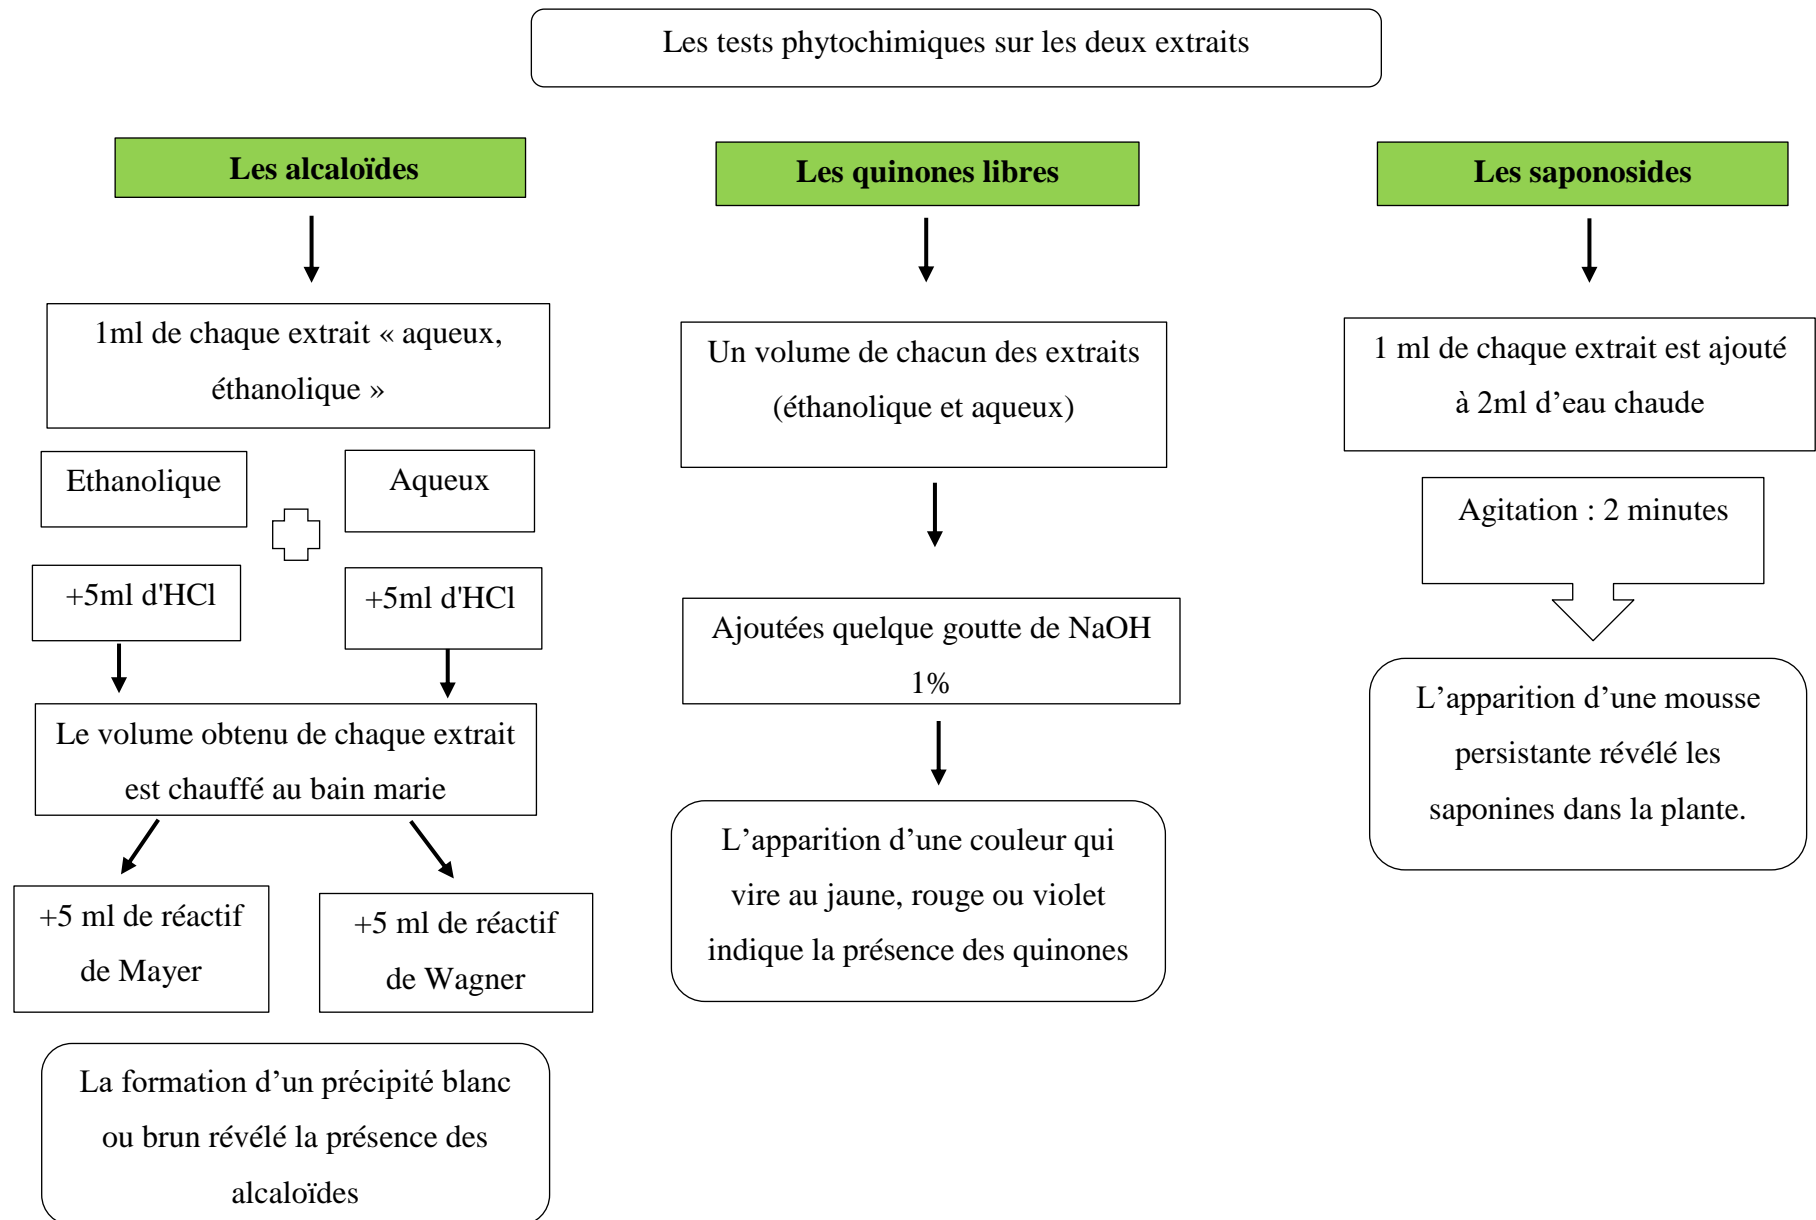 Les tests phytochimiques sur les deux extraits
Les alcaloïdes
1ml de chaque extrait « aqueux,
éthanolique »
Ethanolique
Aqueux
+5ml d'HCl
+5ml d'HCl
Le volume obtenu de chaque extrait
est chauffé au bain marie
+5 ml de réactif
de Mayer
+5 ml de réactif
de Wagner
La formation d’un précipité blanc
ou brun révélé la présence des
alcaloïdes
Les quinones libres
Un volume de chacun des extraits
(éthanolique et aqueux)
Ajoutées quelque goutte de NaOH
1%
L’apparition d’une couleur qui
vire au jaune, rouge ou violet
indique la présence des quinones
Les saponosides
1 ml de chaque extrait est ajouté
à 2ml d’eau chaude
Agitation : 2 minutes
L’apparition d’une mousse
persistante révélé les
saponines dans la plante.